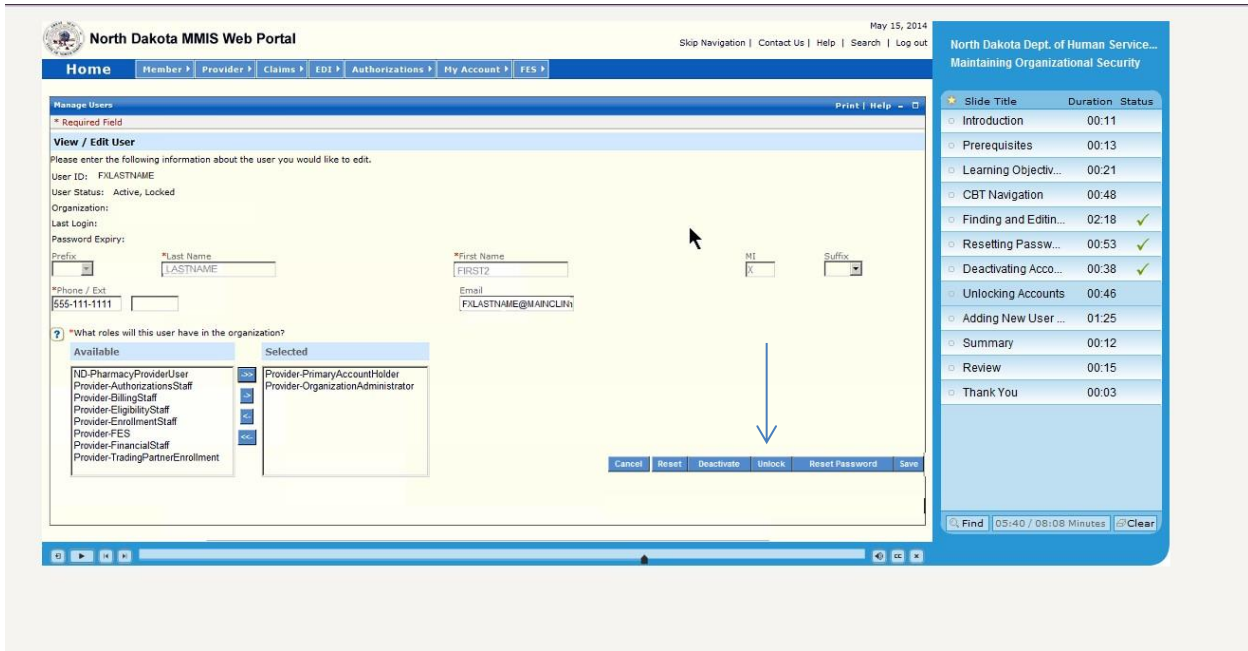 May 15, 2014
North Dakota MMIS Web Portal
Skip Navigation | Contact Us | Help | Search | Log out
Home Member Provider Claims EDI Authorizations My Account FES
Manage Users Print | Help
* Required Field
View / Edit User
Please enter the following information about the user you would like to edit.
User ID: FXLASTNAME
User Status: Active, Locked
Organization:
Last Login:
Password Expiry:
Prefix *Last Name *First Name MI Suffix
LASTNAME FIRST2 X
*Phone / Ext Email
555-111-1111 FXLASTNAME@MAINCLIN
? *What roles will this user have in the organization?
Available Selected
ND-PharmacyProviderUser
Provider-AuthorizationsStaff
Provider-BillingStaff
Provider-EligibilityStaff
Provider-EnrollmentStaff
Provider-FES
Provider-FinancialStaff
Provider-TradingPartnerEnrollment
->>
->
<-
<<-
Provider-PrimaryAccountHolder
Provider-OrganizationAdministrator
Cancel Reset Deactivate Unlock Reset Password Save
North Dakota Dept. of Human Service...
Maintaining Organizational Security
Slide Title Duration Status
Introduction 00:11
Prerequisites 00:13
Learning Objectiv... 00:21
CBT Navigation 00:48
Finding and Editin... 02:18
Resetting Passw... 00:53
Deactivating Acco... 00:38
Unlocking Accounts 00:46
Adding New User ... 01:25
Summary 00:12
Review 00:15
Thank You 00:03
Find 05:40 / 08:08 Minutes Clear
CC